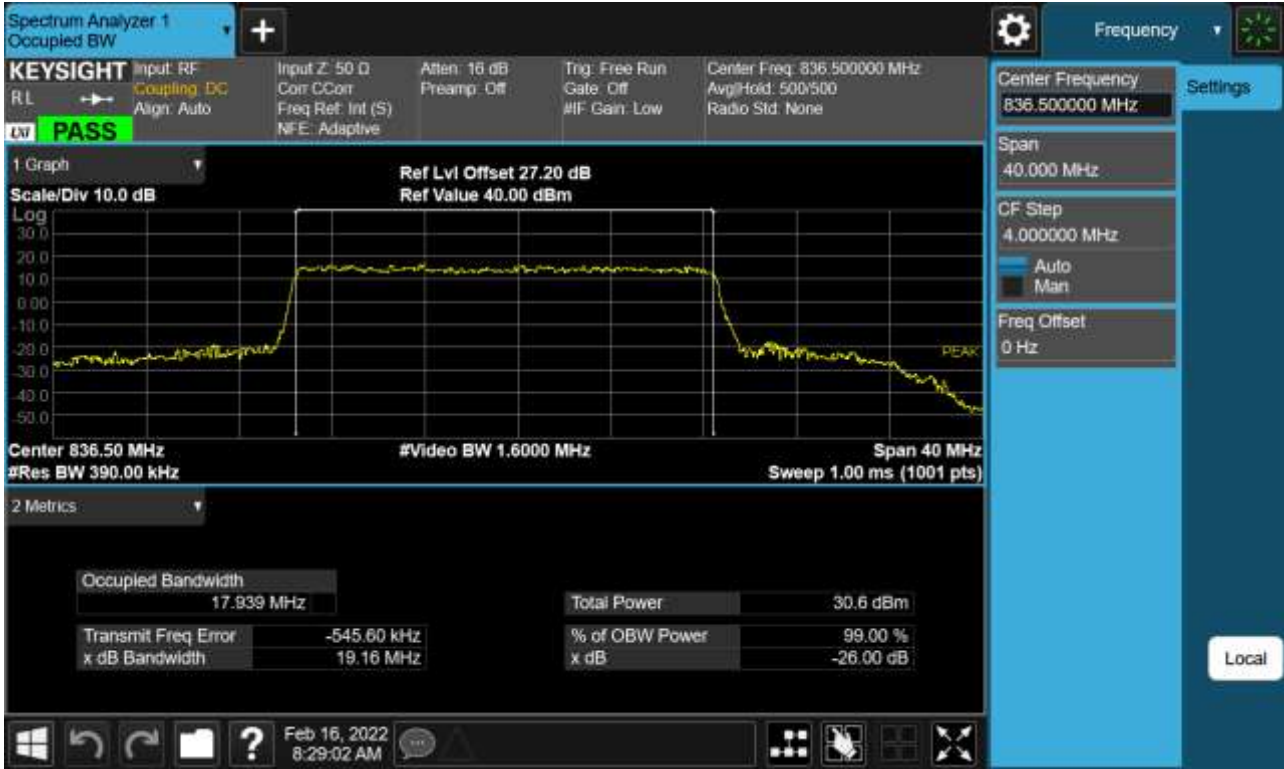 Spectrum Analyzer 1
Occupied BW
+
Frequency
KEYSIGHT
RL
LXI
PASS
Input: RF
Coupling: DC
Align: Auto
Input Z: 50 Ω
Corr CCorr
Freq Ref: Int (S)
NFE: Adaptive
Atten: 16 dB
Preamp: Off
Trig: Free Run
Gate: Off
#IF Gain: Low
Center Freq: 836.500000 MHz
Avg|Hold: 500/500
Radio Std: None
1 Graph
Scale/Div 10.0 dB
Ref Lvl Offset 27.20 dB
Ref Value 40.00 dBm
Log
30.0
20.0
10.0
0.00
-10.0
-20.0
-30.0
-40.0
-50.0
PEAK
Center 836.50 MHz
#Video BW 1.6000 MHz
Span 40 MHz
#Res BW 390.00 kHz
Sweep 1.00 ms (1001 pts)
2 Metrics
Occupied Bandwidth
17.939 MHz
Total Power 30.6 dBm
Transmit Freq Error -545.60 kHz
% of OBW Power 99.00 %
x dB Bandwidth 19.16 MHz
x dB -26.00 dB
Center Frequency
836.500000 MHz
Settings
Span
40.000 MHz
CF Step
4.000000 MHz
Auto
Man
Freq Offset
0 Hz
Local
?
Feb 16, 2022
8:29:02 AM